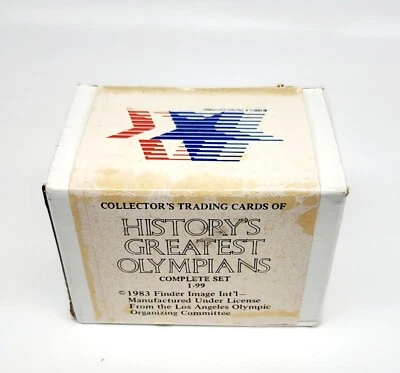 COLLECTOR'S TRADING CARDS OF
HISTORY'S
GREATEST
OLYMPIANS
COMPLETE SET
1-99
©1983 Finder Image Int'l—
Manufactured Under License
From the Los Angeles Olympic
Organizing Committee